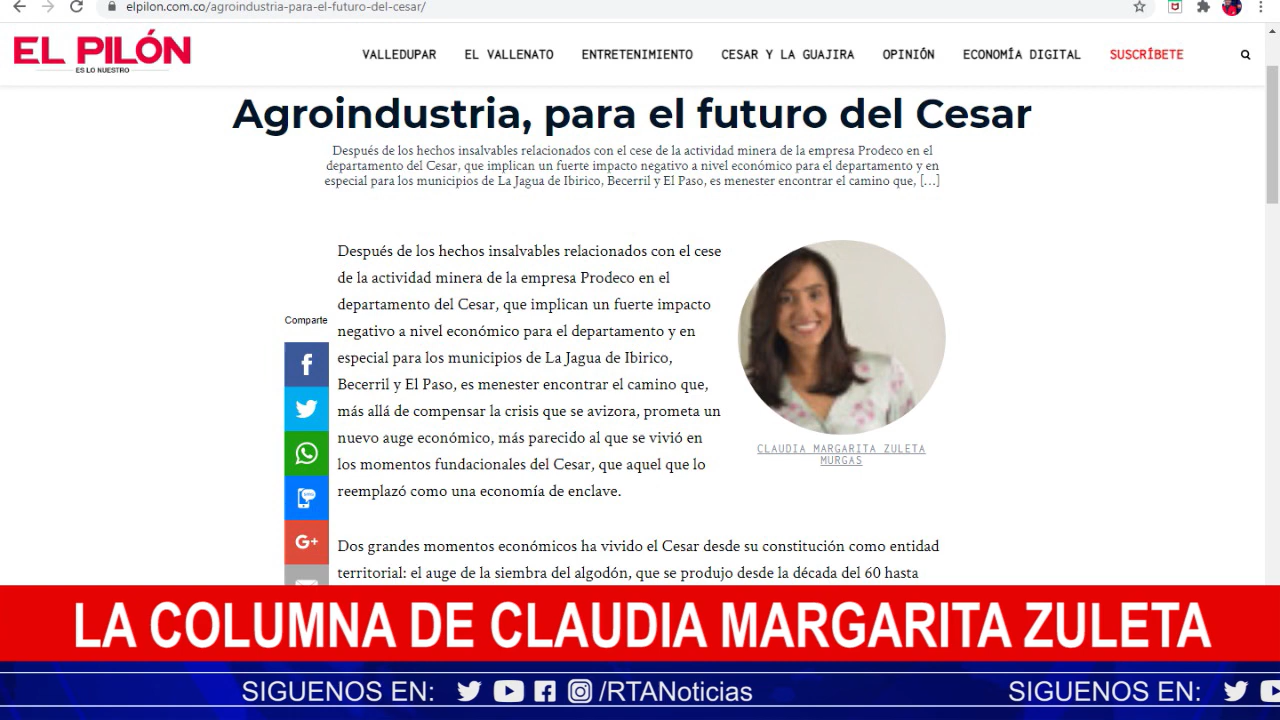 elpilon.com.co/agroindustria-para-el-futuro-del-cesar/
EL PILÓN
ES LO NUESTRO
VALLEDUPAR EL VALLENATO ENTRETENIMIENTO CESAR Y LA GUAJIRA OPINIÓN ECONOMÍA DIGITAL SUSCRÍBETE
Agroindustria, para el futuro del Cesar
Después de los hechos insalvables relacionados con el cese de la actividad minera de la empresa Prodeco en el
departamento del Cesar, que implican un fuerte impacto negativo a nivel económico para el departamento y en
especial para los municipios de La Jagua de Ibirico, Becerril y El Paso, es menester encontrar el camino que, […]
Después de los hechos insalvables relacionados con el cese
de la actividad minera de la empresa Prodeco en el
departamento del Cesar, que implican un fuerte impacto
negativo a nivel económico para el departamento y en
especial para los municipios de La Jagua de Ibirico,
Becerril y El Paso, es menester encontrar el camino que,
más allá de compensar la crisis que se avizora, prometa un
nuevo auge económico, más parecido al que se vivió en
los momentos fundacionales del Cesar, que aquel que lo
reemplazó como una economía de enclave.
CLAUDIA MARGARITA ZULETA
MURGAS
Comparte
G+
Dos grandes momentos económicos ha vivido el Cesar desde su constitución como entidad
territorial: el auge de la siembra del algodón, que se produjo desde la década del 60 hasta
LA COLUMNA DE CLAUDIA MARGARITA ZULETA
SIGUENOS EN: /RTANoticias SIGUENOS EN: